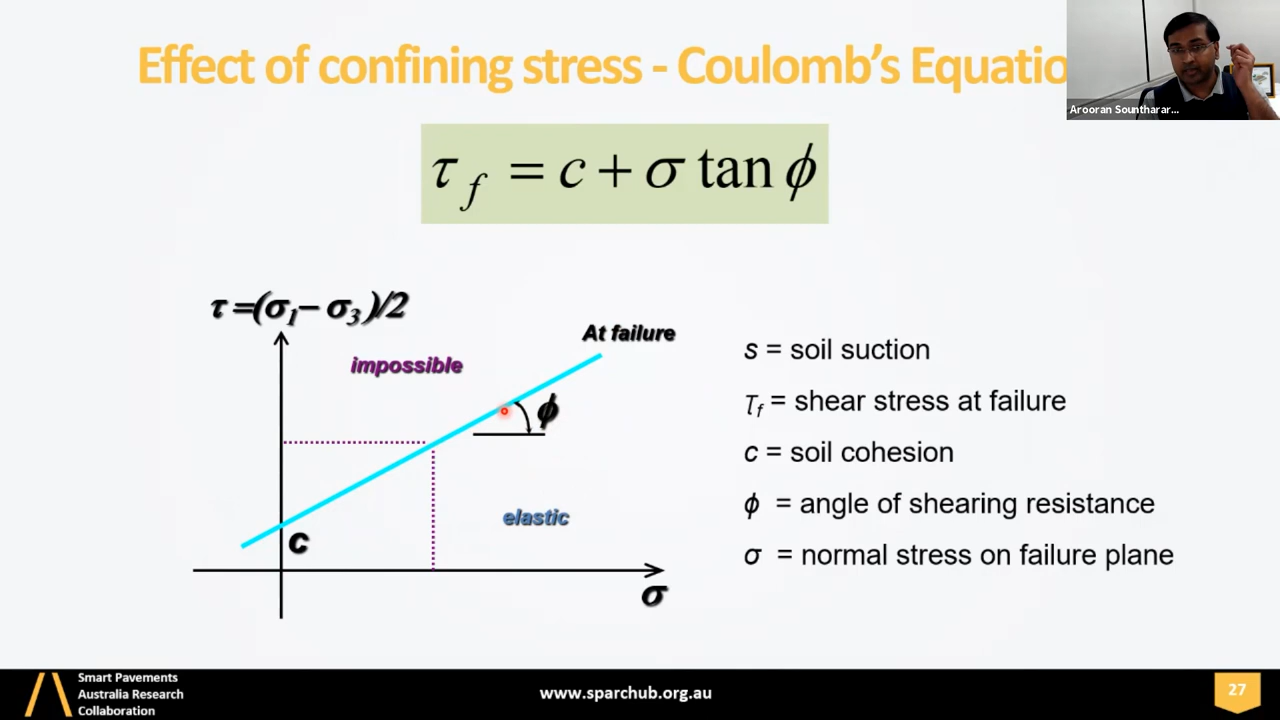 Effect of confining stress - Coulomb’s Equatio
Arooran Sountharar...
τf = c + σ tan ϕ
τ =(σ1− σ3 )/2
At failure
impossible
ϕ
elastic
c
σ
s = soil suction
τf = shear stress at failure
c = soil cohesion
ϕ = angle of shearing resistance
σ = normal stress on failure plane
Smart Pavements
Australia Research
Collaboration
www.sparchub.org.au
27